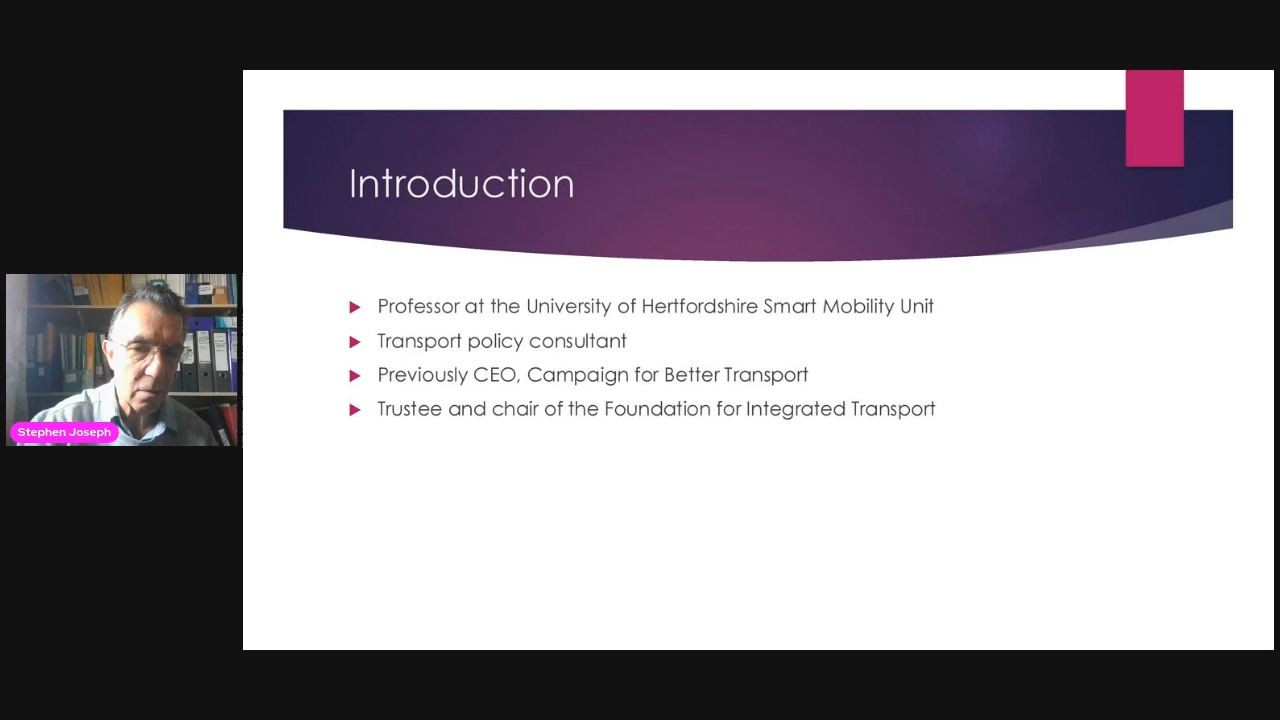 Introduction
Professor at the University of Hertfordshire Smart Mobility Unit
Transport policy consultant
Previously CEO, Campaign for Better Transport
Trustee and chair of the Foundation for Integrated Transport
Stephen Joseph